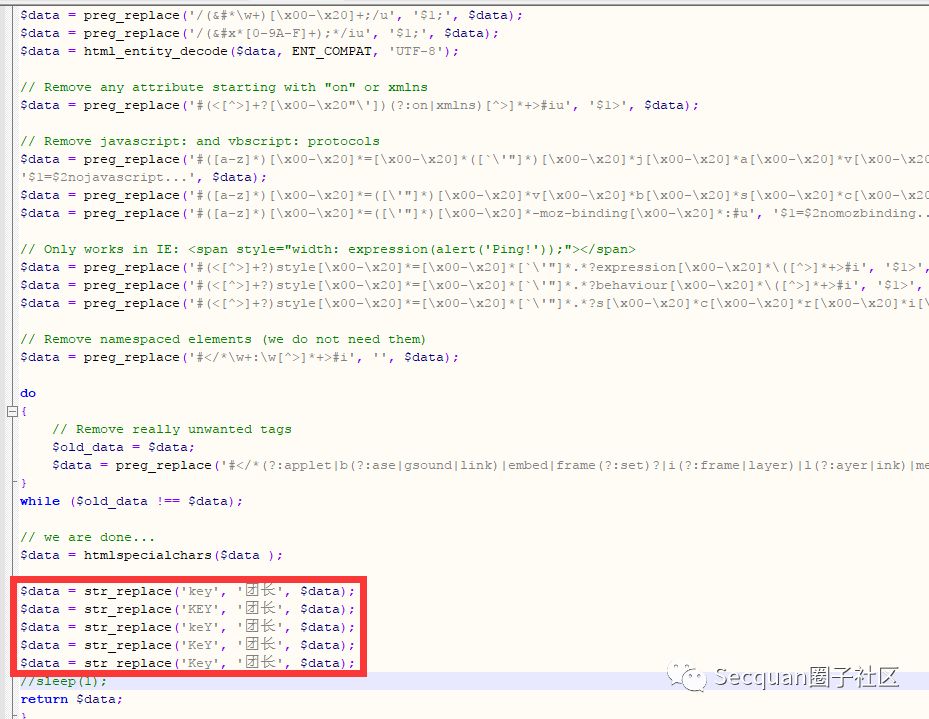 $data = preg_replace('/(&#*\w+)[\x00-\x20]+;/u', '$1;', $data);
$data = preg_replace('/(&#x*[0-9A-F]+);*/iu', '$1;', $data);
$data = html_entity_decode($data, ENT_COMPAT, 'UTF-8');
// Remove any attribute starting with "on" or xmlns
$data = preg_replace('#(<[^>]+?[\x00-\x20"\'])(?:on|xmlns)[^>]*+>#iu', '$1>', $data);
// Remove javascript: and vbscript: protocols
$data = preg_replace('#([a-z]*)[\x00-\x20]*=[\x00-\x20]*([`\'"]*)[\x00-\x20]*j[\x00-\x20]*a[\x00-\x20]*v[\x00-\x20
'$1=$2nojavascript...', $data);
$data = preg_replace('#([a-z]*)[\x00-\x20]*=([\'"]*)[\x00-\x20]*v[\x00-\x20]*b[\x00-\x20]*s[\x00-\x20]*c[\x00-\x20
$data = preg_replace('#([a-z]*)[\x00-\x20]*=([\'"]*)[\x00-\x20]*-moz-binding[\x00-\x20]*:#u', '$1=$2nomozbinding..
// Only works in IE: <span style="width: expression(alert('Ping!'));"></span>
$data = preg_replace('#(<[^>]+?)style[\x00-\x20]*=[\x00-\x20]*[`\'"]*.*?expression[\x00-\x20]*\([^>]*+>#i', '$1>',
$data = preg_replace('#(<[^>]+?)style[\x00-\x20]*=[\x00-\x20]*[`\'"]*.*?behaviour[\x00-\x20]*\([^>]*+>#i', '$1>',
$data = preg_replace('#(<[^>]+?)style[\x00-\x20]*=[\x00-\x20]*[`\'"]*.*?s[\x00-\x20]*c[\x00-\x20]*r[\x00-\x20]*i[\
// Remove namespaced elements (we do not need them)
$data = preg_replace('#</*\w+:\w[^>]*+>#i', '', $data);
do
{
// Remove really unwanted tags
$old_data = $data;
$data = preg_replace('#</*(?:applet|b(?:ase|gsound|link)|embed|frame(?:set)?|i(?:frame|layer)|l(?:ayer|ink)|me
}
while ($old_data !== $data);
// we are done...
$data = htmlspecialchars($data );
$data = str_replace('key', '团长', $data);
$data = str_replace('KEY', '团长', $data);
$data = str_replace('keY', '团长', $data);
$data = str_replace('KeY', '团长', $data);
$data = str_replace('Key', '团长', $data);
//sleep(1);
return $data;
}
Secquan圈子社区